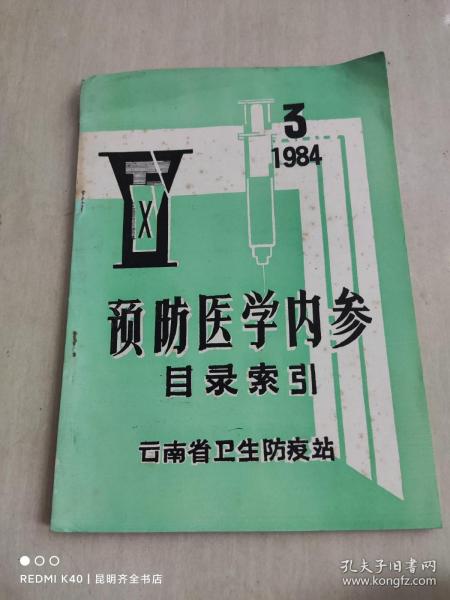 3
1984
X
预防医学内参
目录索引
云南省卫生防疫站
REDMI K40 | 昆明齐全书店
孔夫子旧书网
www.kongfz.com